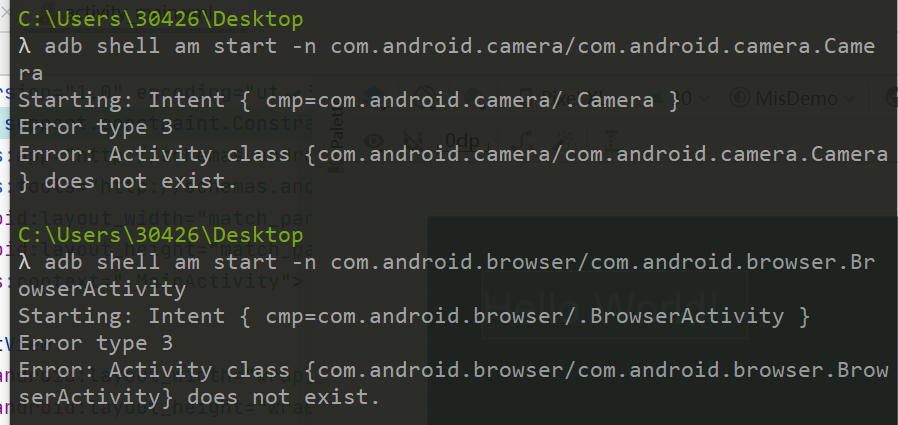 C:\Users\30426\Desktop
λ adb shell am start -n com.android.camera/com.android.camera.Came
ra
Starting: Intent { cmp=com.android.camera/.Camera }
Error type 3
Error: Activity class {com.android.camera/com.android.camera.Camera
} does not exist.
C:\Users\30426\Desktop
λ adb shell am start -n com.android.browser/com.android.browser.Br
owserActivity
Starting: Intent { cmp=com.android.browser/.BrowserActivity }
Error type 3
Error: Activity class {com.android.browser/com.android.browser.Brow
serActivity} does not exist.
MisDemo
0dp
Hello World!